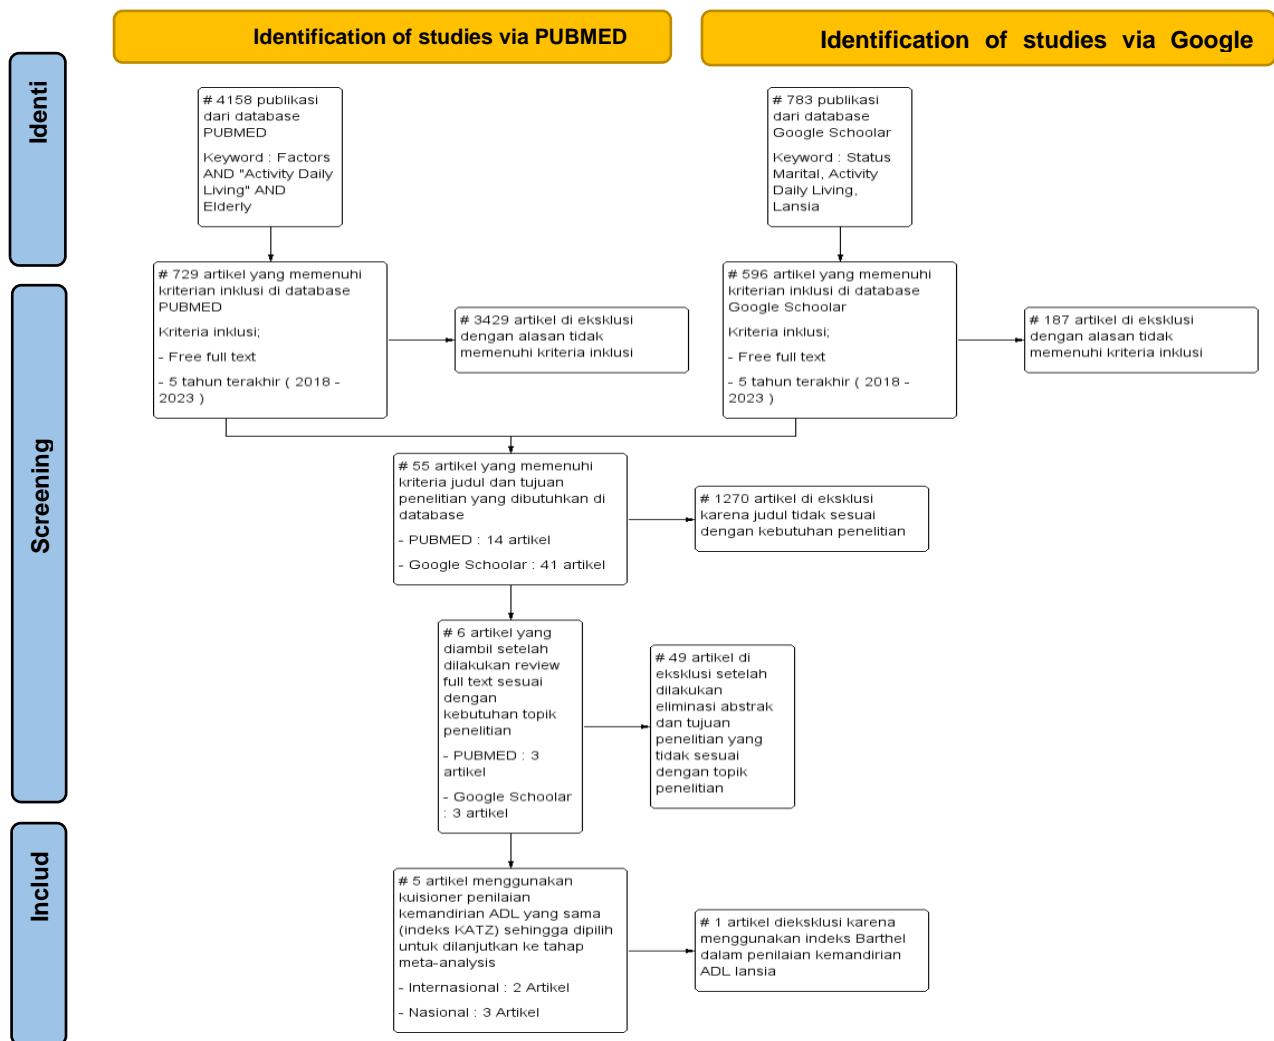 Identification of studies via PUBMED
Identification of studies via Google
Identi
# 4158 publikasi
dari database
PUBMED
Keyword : Factors
AND "Activity Daily
Living" AND
Elderly
# 783 publikasi
dari database
Google Schoolar
Keyword : Status
Marital, Activity
Daily Living,
Lansia
Screening
# 729 artikel yang memenuhi
kriterian inklusi di database
PUBMED
Kriteria inklusi;
- Free full text
- 5 tahun terakhir ( 2018 -
2023 )
# 3429 artikel di eksklusi
dengan alasan tidak
memenuhi kriteria inklusi
# 596 artikel yang memenuhi
kriterian inklusi di database
Google Schoolar
Kriteria inklusi;
- Free full text
- 5 tahun terakhir ( 2018 -
2023 )
# 187 artikel di eksklusi
dengan alasan tidak
memenuhi kriteria inklusi
# 55 artikel yang memenuhi
kriteria judul dan tujuan
penelitian yang dibutuhkan di
database
- PUBMED : 14 artikel
- Google Schoolar : 41 artikel
# 1270 artikel di eksklusi
karena judul tidak sesuai
dengan kebutuhan penelitian
# 6 artikel yang
diambil setelah
dilakukan review
full text sesuai
dengan
kebutuhan topik
penelitian
- PUBMED : 3
artikel
- Google Schoolar
: 3 artikel
# 49 artikel di
eksklusi setelah
dilakukan
eliminasi abstrak
dan tujuan
penelitian yang
tidak sesuai
dengan topik
penelitian
Includ
# 5 artikel menggunakan
kuisioner penilaian
kemandirian ADL yang sama
(indeks KATZ) sehingga dipilih
untuk dilanjutkan ke tahap
meta-analysis
- Internasional : 2 Artikel
- Nasional : 3 Artikel
# 1 artikel dieksklusi karena
menggunakan indeks Barthel
dalam penilaian kemandirian
ADL lansia